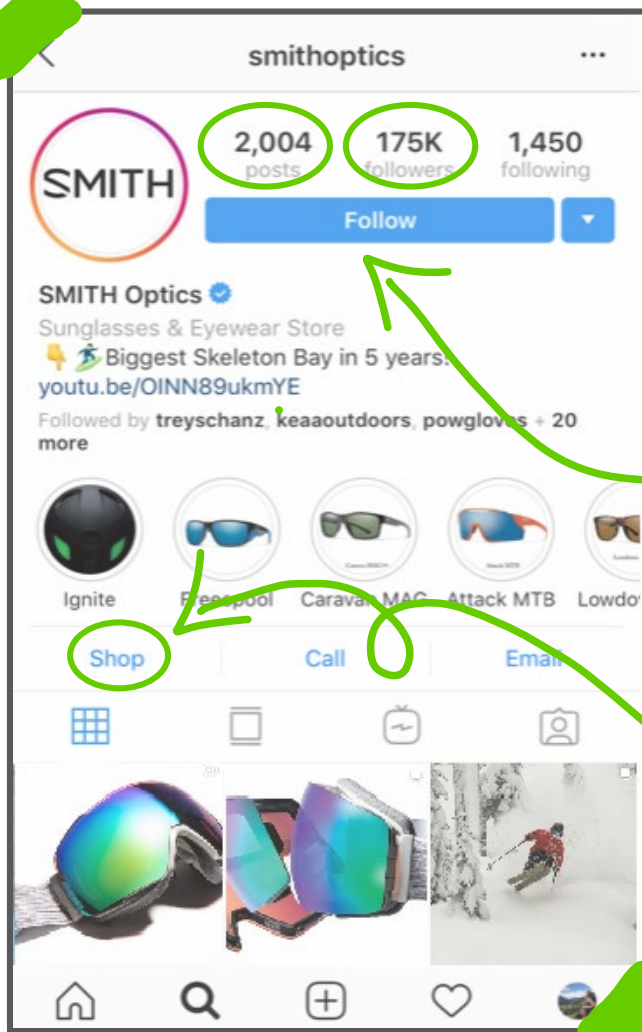 smithoptics
SMITH
2,004 175K 1,450
posts followers following
Follow
SMITH Optics
Sunglasses & Eyewear Store
👇🏄Biggest Skeleton Bay in 5 years!
youtu.be/OINN89ukmYE
Followed by treyschanz, keaaoutdoors, powgloves + 20
more
Ignite Freespool Caravan MAG Attack MTB Lowdo
Shop Call Email